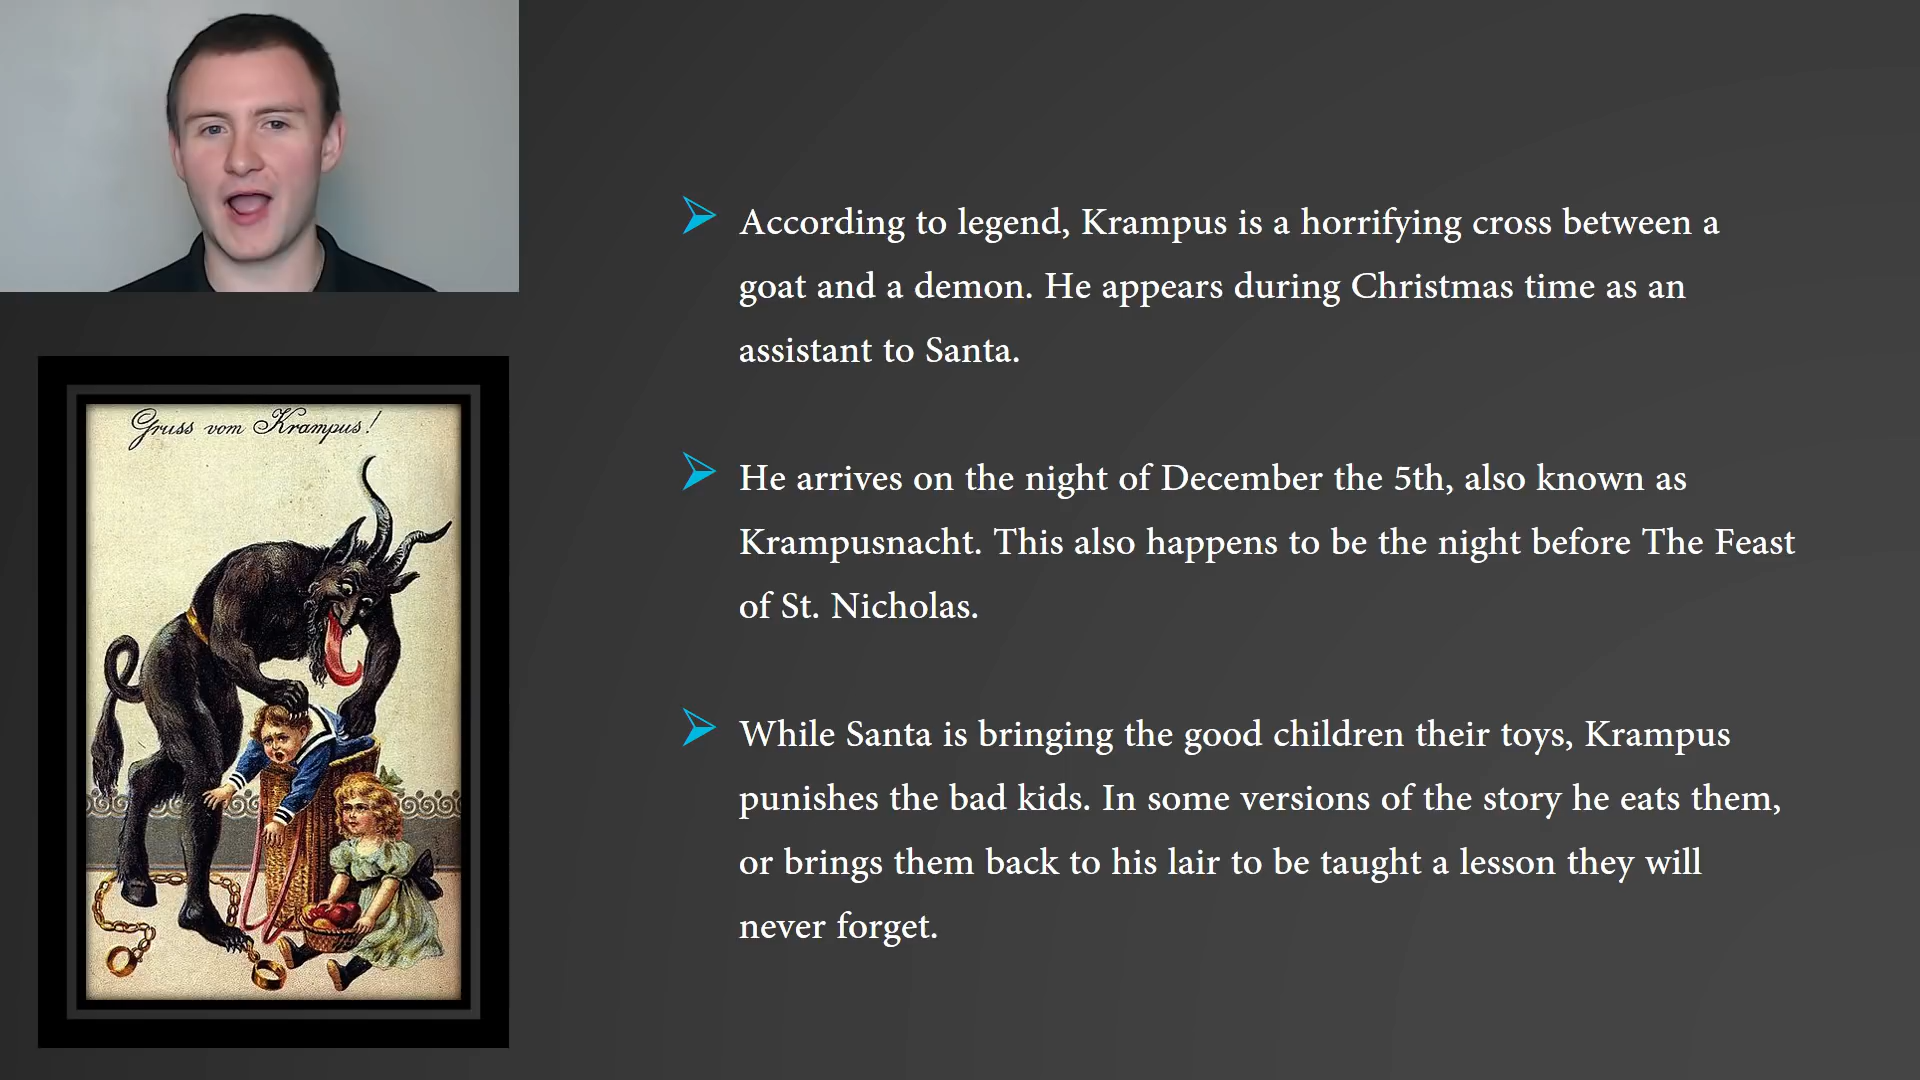 Gruss vom Krampus!
According to legend, Krampus is a horrifying cross between a
goat and a demon. He appears during Christmas time as an
assistant to Santa.
He arrives on the night of December the 5th, also known as
Krampusnacht. This also happens to be the night before The Feast
of St. Nicholas.
While Santa is bringing the good children their toys, Krampus
punishes the bad kids. In some versions of the story he eats them,
or brings them back to his lair to be taught a lesson they will
never forget.